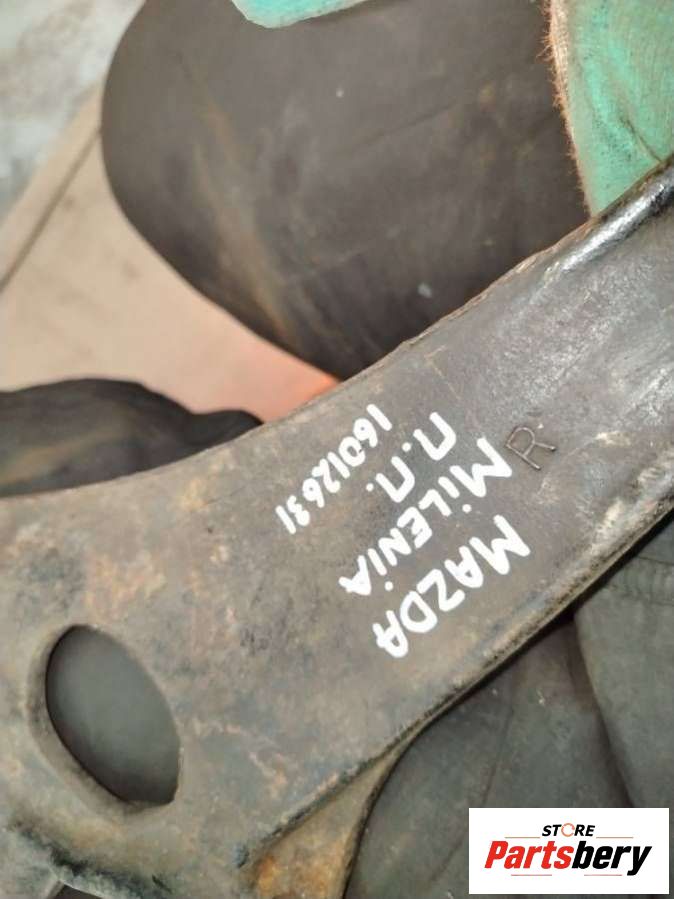 MAZDA
MiLENiA
П.П.
16012631
R
STORE
Partsbery